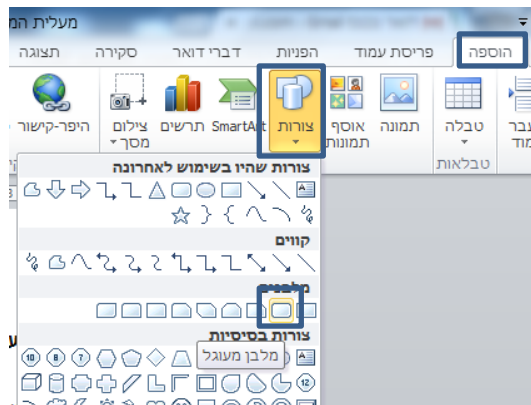 מעלית המ
הוספה פריסת עמוד הפניות דברי דואר סקירה תצוגה
טבלה תמונה אוסף תמונות צורות SmartArt תרשים צילום מסך היפר-קישור
טבלאות
צורות שהיו בשימוש לאחרונה
קווים
מלבנים
צורות בסיסיות
מלבן מעוגל